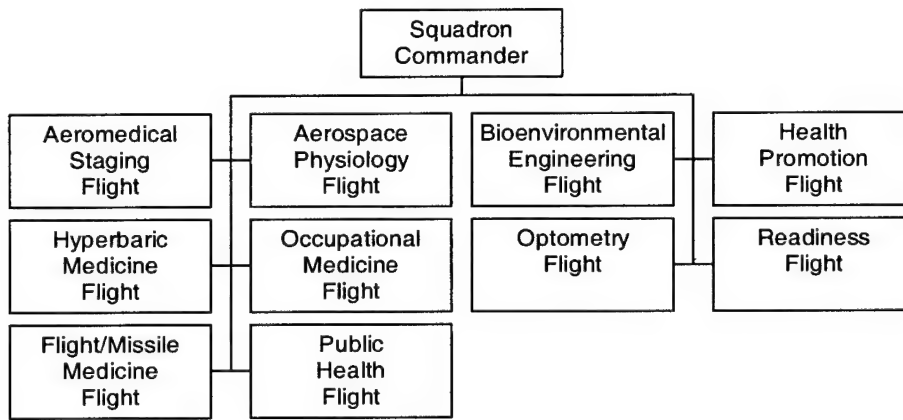 Squadron
Commander
Aeromedical
Staging
Flight
Aerospace
Physiology
Flight
Bioenvironmental
Engineering
Flight
Health
Promotion
Flight
Hyperbaric
Medicine
Flight
Occupational
Medicine
Flight
Optometry
Flight
Readiness
Flight
Flight/Missile
Medicine
Flight
Public
Health
Flight